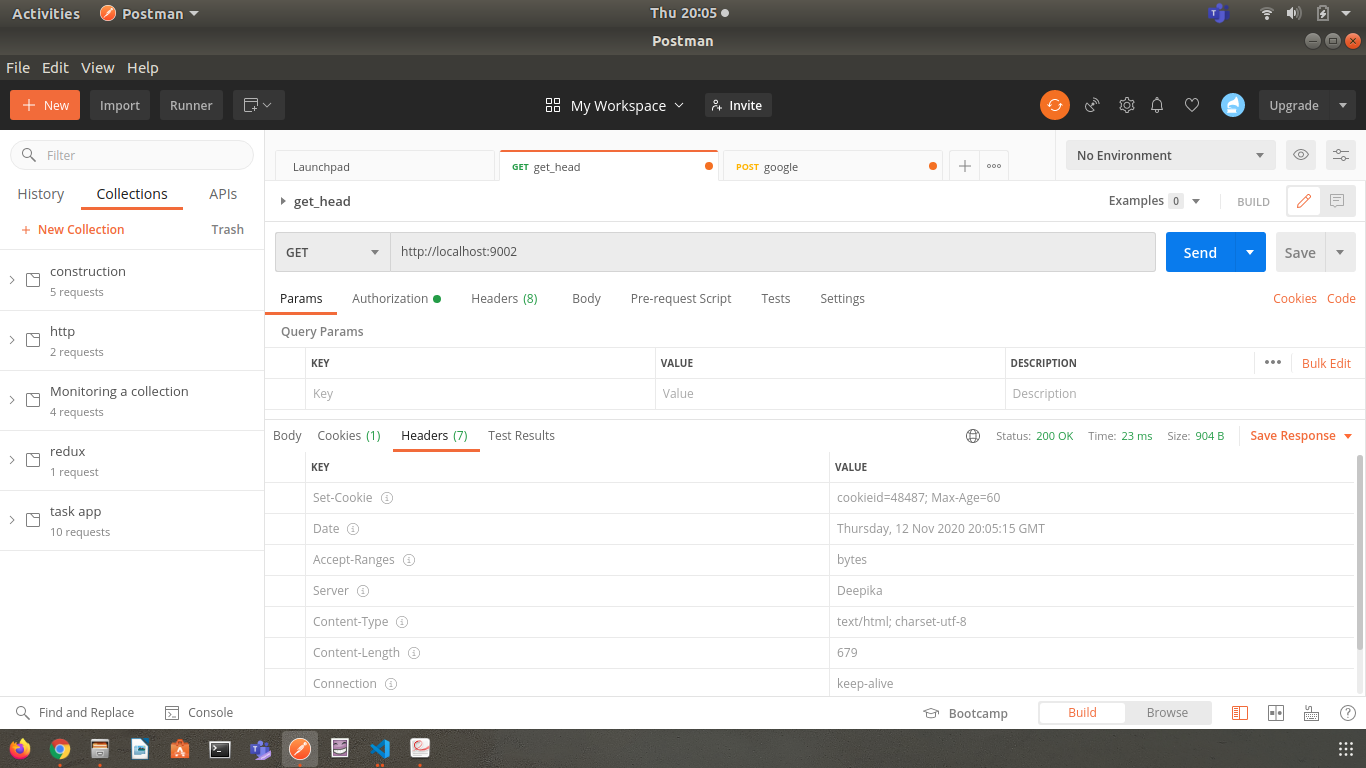 Activities Postman Thu 20:05
Postman
File Edit View Help
New Import Runner My Workspace Invite Upgrade
Filter
History Collections APIs
New Collection Trash
construction
5 requests
http
2 requests
Monitoring a collection
4 requests
redux
1 request
task app
10 requests
Launchpad GET get_head POST google No Environment
get_head Examples 0 BUILD
GET http://localhost:9002 Send Save
Params Authorization Headers (8) Body Pre-request Script Tests Settings Cookies Code
Query Params
KEY VALUE DESCRIPTION Bulk Edit
Key Value Description
Body Cookies (1) Headers (7) Test Results Status: 200 OK Time: 23 ms Size: 904 B Save Response
KEY VALUE
Set-Cookie cookieid=48487; Max-Age=60
Date Thursday, 12 Nov 2020 20:05:15 GMT
Accept-Ranges bytes
Server Deepika
Content-Type text/html; charset-utf-8
Content-Length 679
Connection keep-alive
Find and Replace Console Bootcamp Build Browse